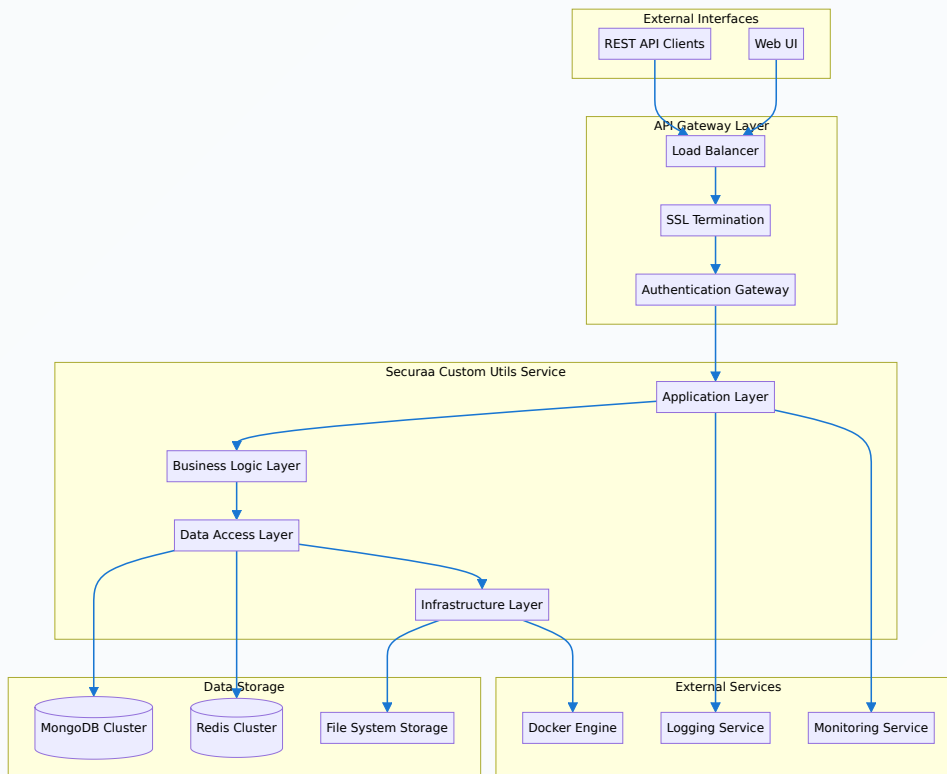 External Interfaces
REST API Clients
Web UI
API Gateway Layer
Load Balancer
SSL Termination
Authentication Gateway
Securaa Custom Utils Service
Application Layer
Business Logic Layer
Data Access Layer
Infrastructure Layer
Data Storage
MongoDB Cluster
Redis Cluster
File System Storage
External Services
Docker Engine
Logging Service
Monitoring Service